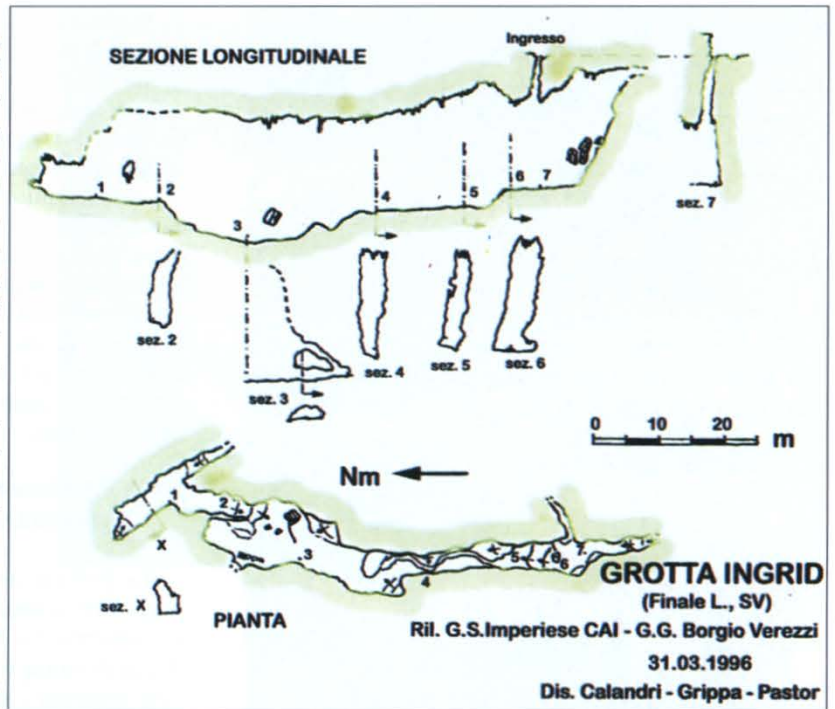 SEZIONE LONGITUDINALE
Ingresso
1
2
3
4
5
6
7
sez. 7
sez. 2
sez. 3
sez. 4
sez. 5
sez. 6
0 10 20 m
Nm
1
2
3
4
5
6
7
x
sez. X
PIANTA
GROTTA INGRID
(Finale L., SV)
Ril. G.S.Imperiese CAI - G.G. Borgio Verezzi
31.03.1996
Dis. Calandri - Grippa - Pastor